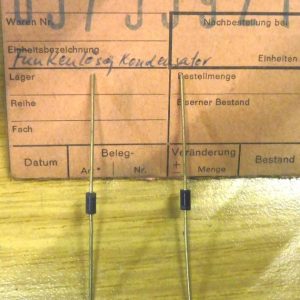 Waren Nr.
Nachbestellung bei
Einheitsbezeichnung
Einheiten
Funkenlösch Kondensator
Lager
Bestellmenge
Reihe
Eiserner Bestand
Fach
Datum
Beleg-
Art
Nr.
Veränderung
± Menge
Bestand